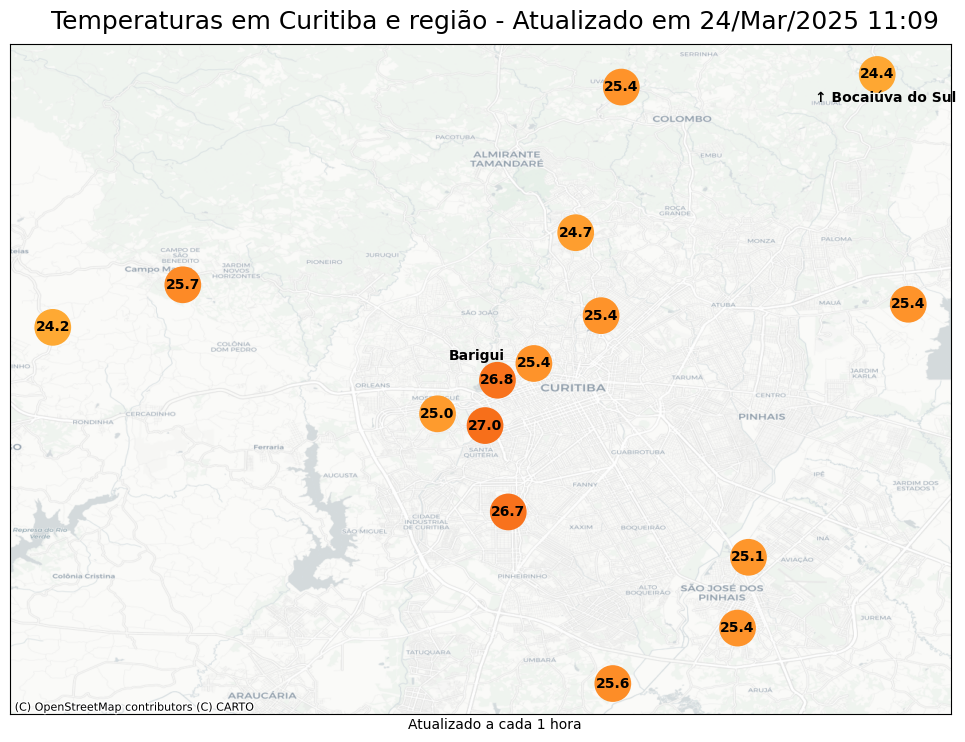 Temperaturas em Curitiba e região - Atualizado em 24/Mar/2025 11:09
SERRINHA
24.4
25.4
↑ Bocaiúva do Sul
COLOMBO
PACOTUBA
ALMIRANTE
TAMANDARÉ
EMBU
ROÇA
GRANDE
24.7
MONZA
PALOMA
CAMPO DE
SÃO
BENEDITO
JURUQUI
PIONEIRO
JARDIM
NOVOS
HORIZONTES
Campo
25.7
25.4
ATUBA
MAUÁ
SÃO JOÃO
25.4
24.2
COLÔNIA
DOM PEDRO
Barigui
25.4
26.8
ORLEANS
CURITIBA
TARUMÃ
JARDIM
KARLA
CENTRO
25.0
CERCADINHO
RONDINHA
PINHAIS
27.0
Ferraria
SANTA
QUITÉRIA
GUABIROTUBA
AUGUSTA
IPÊ
FANNY
JARDIM DOS
ESTADOS I
26.7
CIDADE
INDUSTRIAL
DE CURITIBA
SÃO MIGUEL
XAXIM
BOQUEIRÃO
Represa do Rio
Verde
INÁ
25.1
AVIAÇÃO
Colônia Cristina
PINHEIRINHO
ALTO
BOQUEIRÃO
SÃO JOSÉ DOS
PINHAIS
JUREMA
25.4
TATUQUARA
UMBARÁ
25.6
ARUJÁ
ARAUCÁRIA
(C) OpenStreetMap contributors (C) CARTO
Atualizado a cada 1 hora